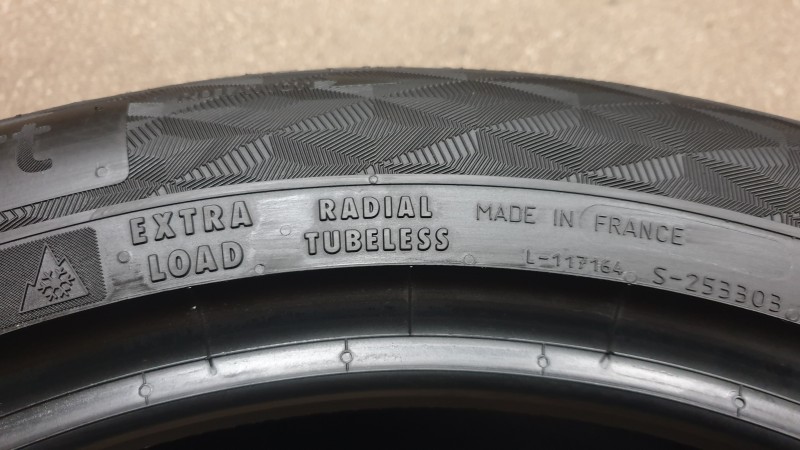 EXTRA
LOAD
RADIAL
TUBELESS
MADE IN FRANCE
L-117164
S-253303